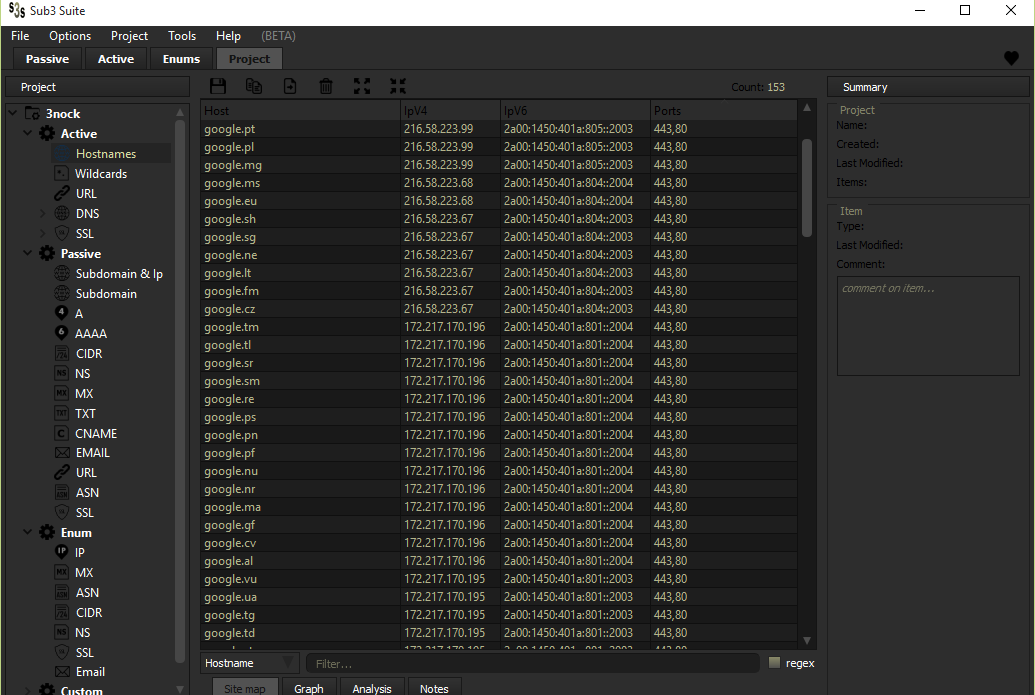 S3S Sub3 Suite
File Options Project Tools Help (BETA)
Passive Active Enums Project
Project
Count: 153
Summary
3nock
Active
Hostnames
Wildcards
URL
DNS
SSL
Passive
Subdomain & Ip
Subdomain
4 A
6 AAAA
/24 CIDR
NS NS
MX MX
TXT TXT
C CNAME
EMAIL
URL
ASN ASN
SSL
Enum
IP IP
MX MX
ASN ASN
/24 CIDR
NS NS
SSL
Email
Custom
Host IpV4 IpV6 Ports
google.pt 216.58.223.99 2a00:1450:401a:805::2003 443,80
google.pl 216.58.223.99 2a00:1450:401a:805::2003 443,80
google.mg 216.58.223.99 2a00:1450:401a:805::2003 443,80
google.ms 216.58.223.68 2a00:1450:401a:804::2004 443,80
google.eu 216.58.223.68 2a00:1450:401a:804::2004 443,80
google.sh 216.58.223.67 2a00:1450:401a:804::2003 443,80
google.sg 216.58.223.67 2a00:1450:401a:804::2003 443,80
google.ne 216.58.223.67 2a00:1450:401a:804::2003 443,80
google.lt 216.58.223.67 2a00:1450:401a:804::2003 443,80
google.fm 216.58.223.67 2a00:1450:401a:804::2003 443,80
google.cz 216.58.223.67 2a00:1450:401a:804::2003 443,80
google.tm 172.217.170.196 2a00:1450:401a:801::2004 443,80
google.tl 172.217.170.196 2a00:1450:401a:801::2004 443,80
google.sr 172.217.170.196 2a00:1450:401a:801::2004 443,80
google.sm 172.217.170.196 2a00:1450:401a:801::2004 443,80
google.re 172.217.170.196 2a00:1450:401a:801::2004 443,80
google.ps 172.217.170.196 2a00:1450:401a:801::2004 443,80
google.pn 172.217.170.196 2a00:1450:401a:801::2004 443,80
google.pf 172.217.170.196 2a00:1450:401a:801::2004 443,80
google.nu 172.217.170.196 2a00:1450:401a:801::2004 443,80
google.nr 172.217.170.196 2a00:1450:401a:801::2004 443,80
google.ma 172.217.170.196 2a00:1450:401a:801::2004 443,80
google.gf 172.217.170.196 2a00:1450:401a:801::2004 443,80
google.cv 172.217.170.196 2a00:1450:401a:801::2004 443,80
google.al 172.217.170.196 2a00:1450:401a:801::2004 443,80
google.vu 172.217.170.195 2a00:1450:401a:801::2003 443,80
google.ua 172.217.170.195 2a00:1450:401a:801::2003 443,80
google.tg 172.217.170.195 2a00:1450:401a:801::2003 443,80
google.td 172.217.170.195 2a00:1450:401a:801::2003 443,80
Hostname Filter... regex
Site map Graph Analysis Notes
Project
Name:
Created:
Last Modified:
Items:
Item
Type:
Last Modified:
Comment:
comment on item...